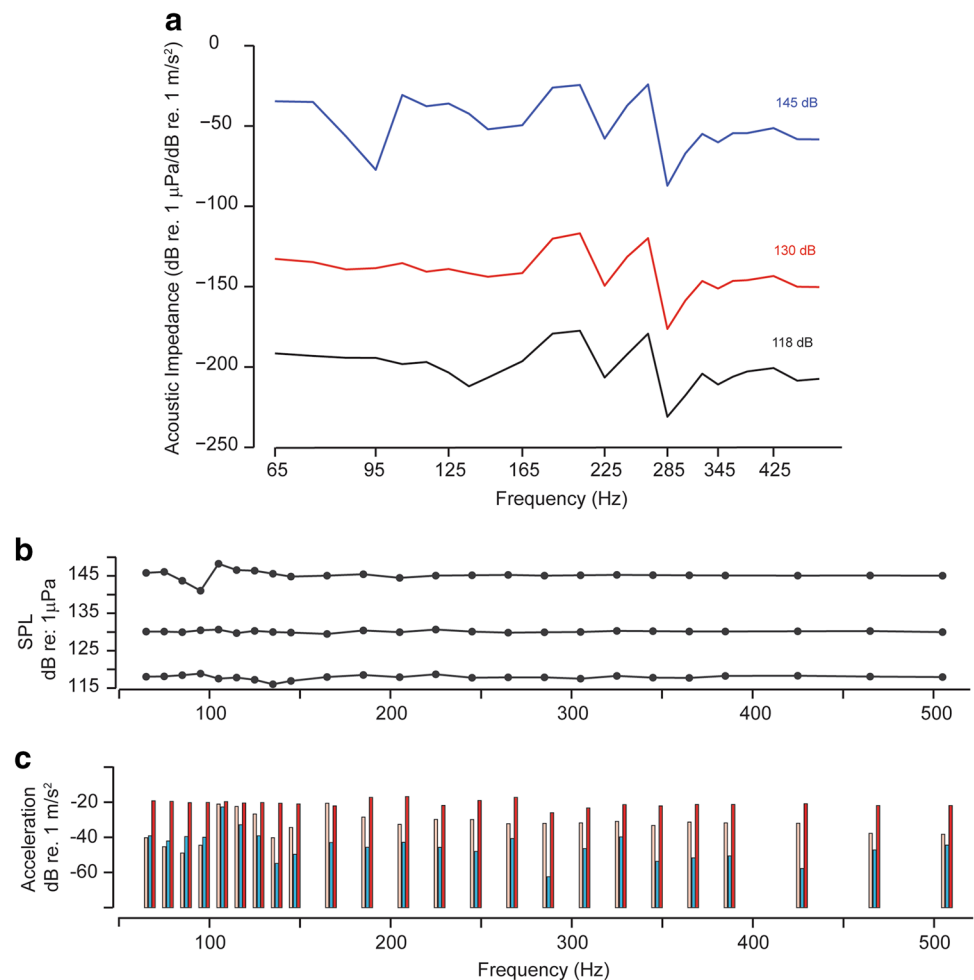 a
0
−50
−100
−150
−200
−250
Acoustic Impedance (dB re. 1 μPa/dB re. 1 m/s²)
145 dB
130 dB
118 dB
65 95 125 165 225 285 345 425
Frequency (Hz)
b
145
135
125
115
SPL
dB re: 1μPa
100 200 300 400 500
c
-20
-40
-60
Acceleration
dB re. 1 m/s²
100 200 300 400 500
Frequency (Hz)